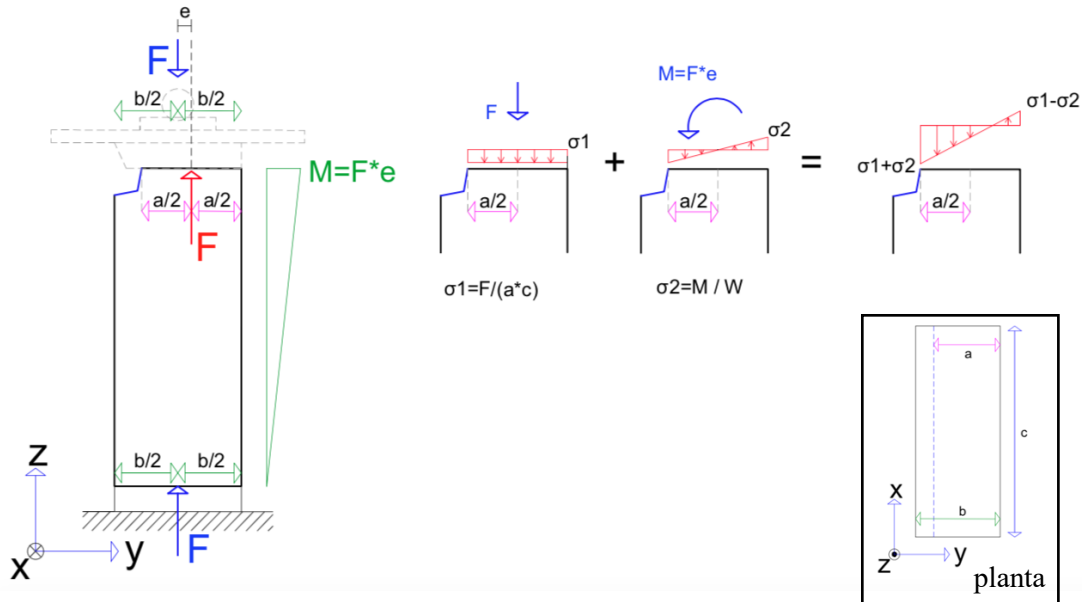 e
F
b/2 b/2
M=F*e
a/2 a/2
F
b/2 b/2
F
z
y
x
F
σ1
a/2
σ1=F/(a*c)
+
M=F*e
σ2
a/2
σ2=M / W
=
σ1-σ2
σ1+σ2
a/2
a
c
b
x
y
z
planta